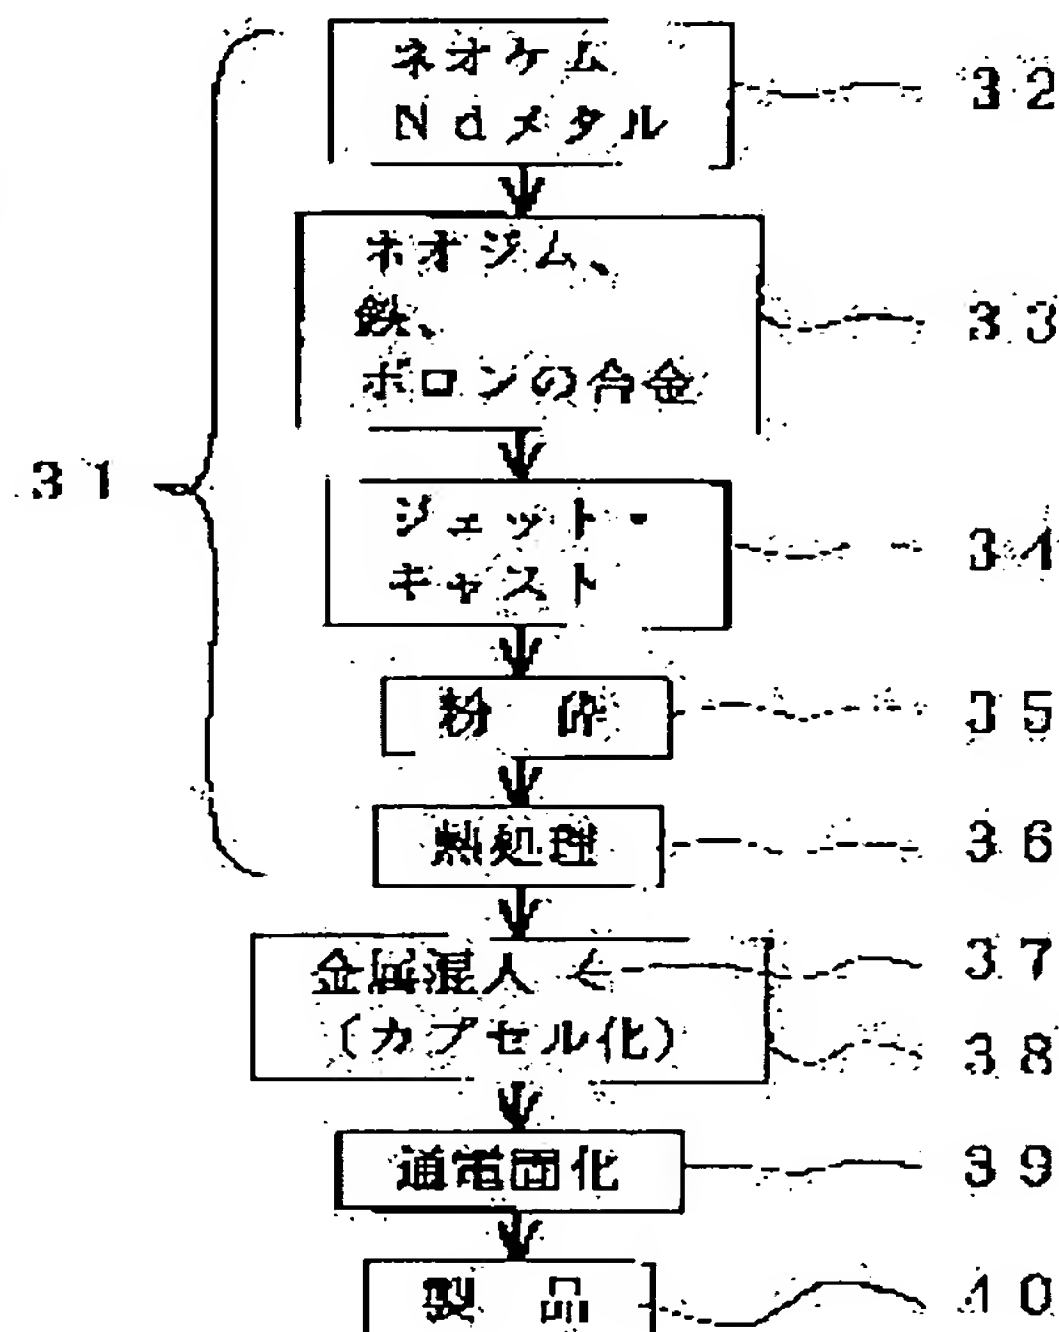 ネオケム
Ndメタル
32
ネオジム、
鉄、
ボロンの合金
33
31
ジェット・
キャスト
34
粉 砕
35
熱処理
36
金属混入
37
(カプセル化)
38
通電固化
39
製 品
40